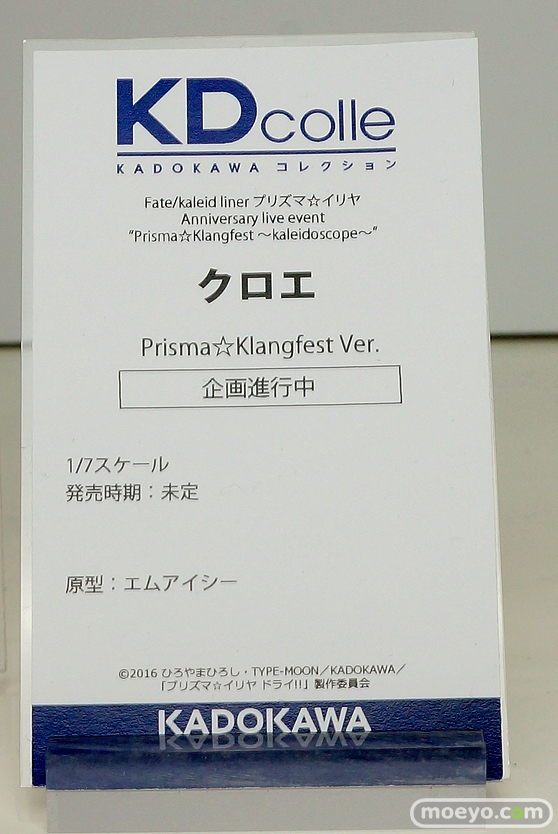 KDcolle
KADOKAWA コレクション
Fate/kaleid liner プリズマ☆イリヤ
Anniversary live event
"Prisma☆Klangfest ～kaleidoscope～"
クロエ
Prisma☆Klangfest Ver.
企画進行中
1/7スケール
発売時期：未定
原型：エムアイシー
©2016 ひろやまひろし・TYPE-MOON／KADOKAWA／
「プリズマ☆イリヤ ドライ!!」製作委員会
KADOKAWA
moeyo.com